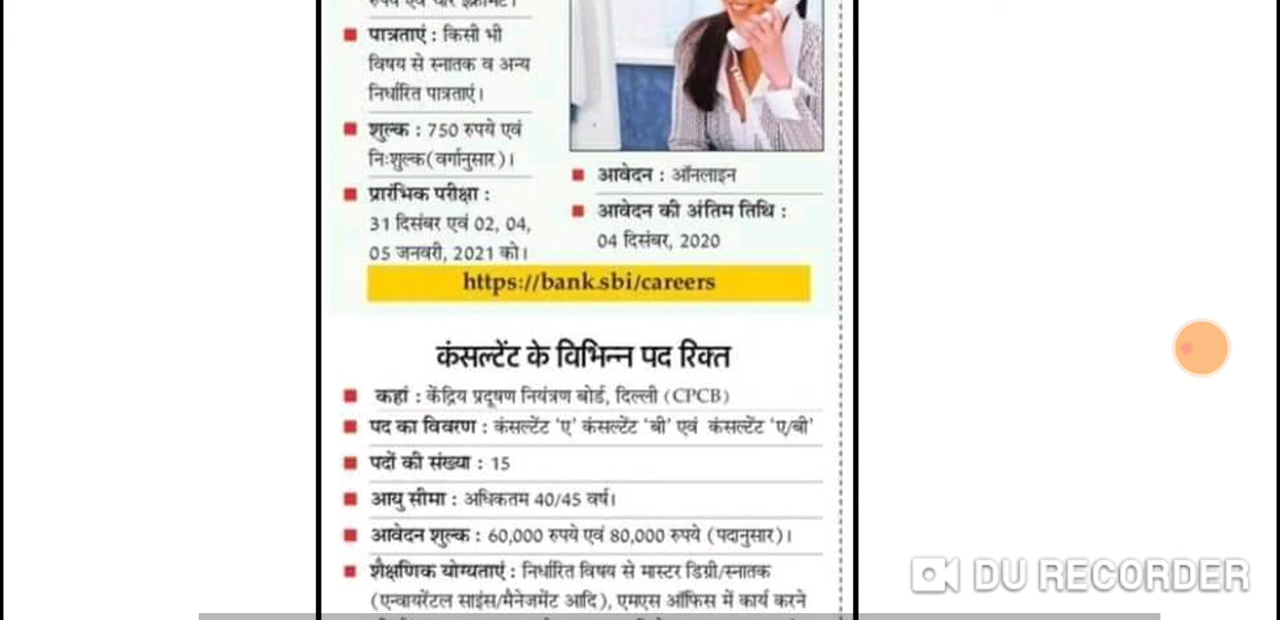 रुपये एवं चार इंक्रीमेंट।
पात्रताएं : किसी भी
विषय से स्नातक व अन्य
निर्धारित पात्रताएं।
शुल्क : 750 रुपये एवं
निःशुल्क(वर्गानुसार)।
प्रारंभिक परीक्षा :
31 दिसंबर एवं 02, 04,
05 जनवरी, 2021 को।
आवेदन : ऑनलाइन
आवेदन की अंतिम तिथि :
04 दिसंबर, 2020
https://bank.sbi/careers
कंसल्टेंट के विभिन्न पद रिक्त
कहां : केंद्रिय प्रदूषण नियंत्रण बोर्ड, दिल्ली (CPCB)
पद का विवरण : कंसल्टेंट 'ए' कंसल्टेंट 'बी' एवं कंसल्टेंट 'ए/बी'
पदों की संख्या : 15
आयु सीमा : अधिकतम 40/45 वर्ष।
आवेदन शुल्क : 60,000 रुपये एवं 80,000 रुपये (पदानुसार)।
शैक्षणिक योग्यताएं : निर्धारित विषय से मास्टर डिग्री/स्नातक
(एन्वायरेंटल साइंस/मैनेजमेंट आदि), एमएस ऑफिस में कार्य करने
DU RECORDER